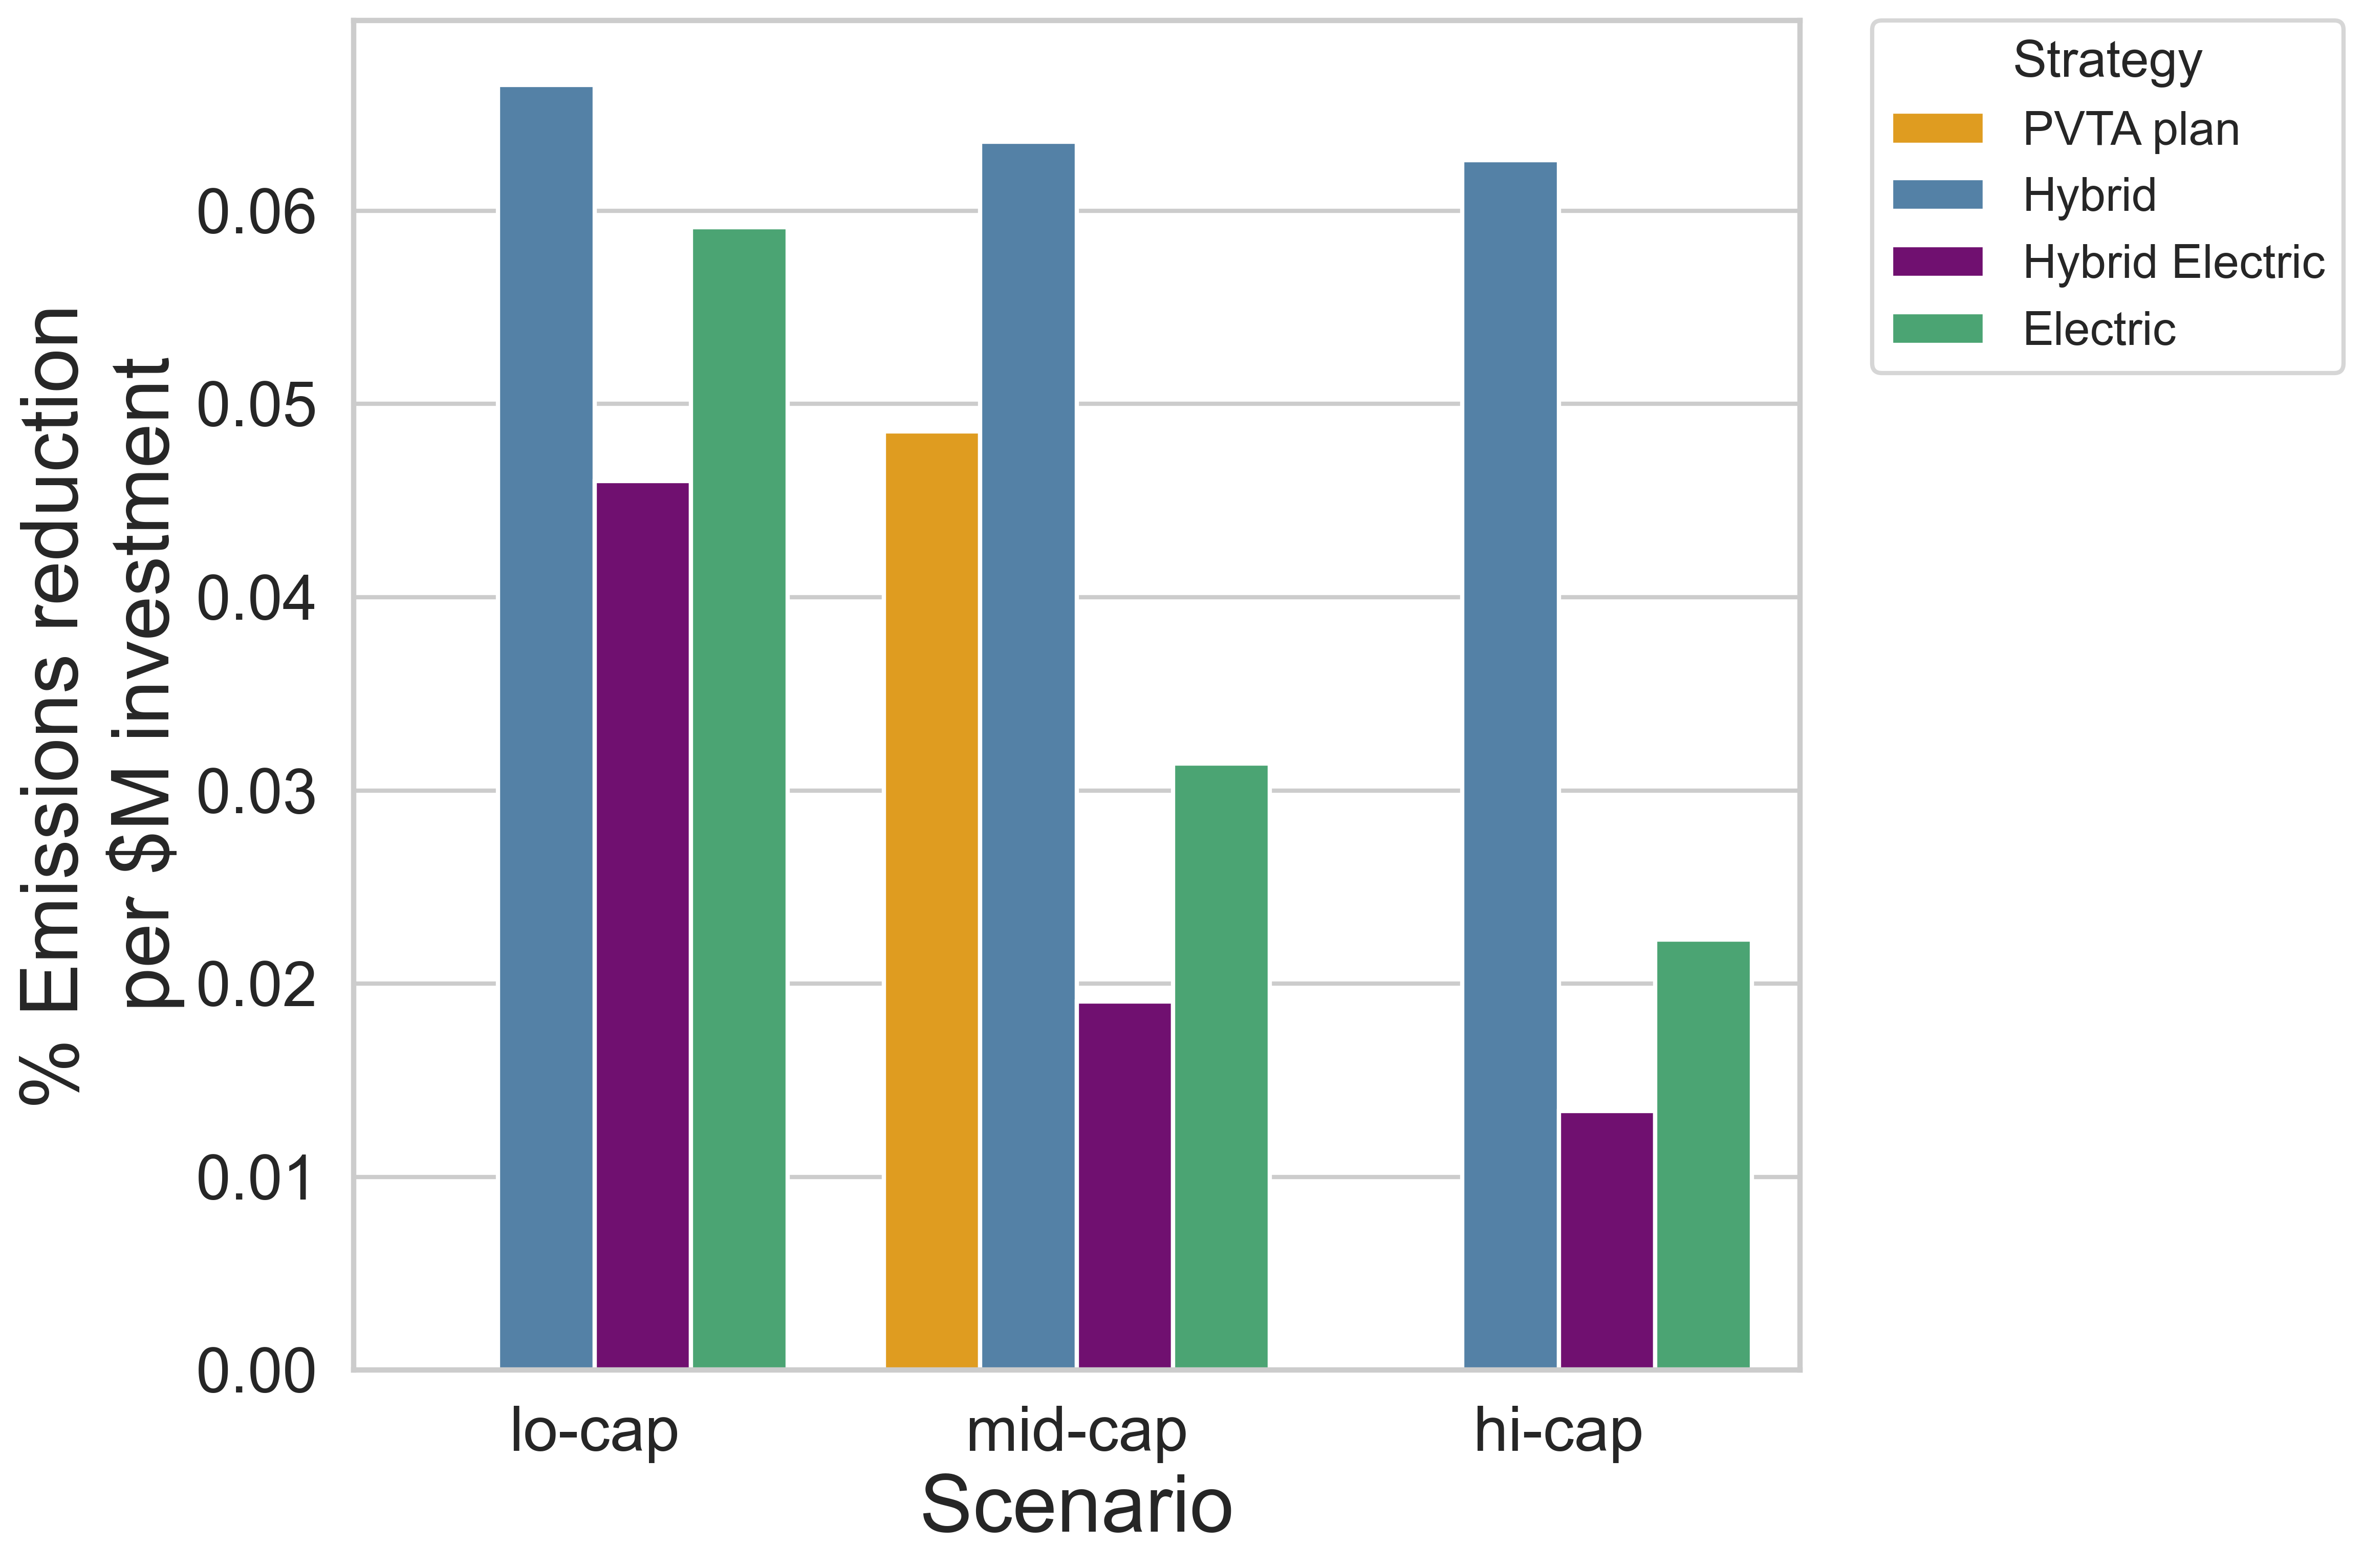 % Emissions reduction
per $M investment
0.06
0.05
0.04
0.03
0.02
0.01
0.00
lo-cap
mid-cap
hi-cap
Scenario
Strategy
PVTA plan
Hybrid
Hybrid Electric
Electric